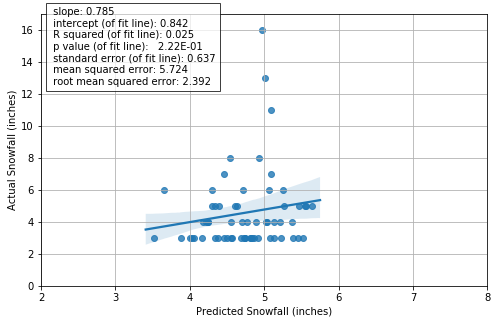 slope: 0.785
intercept (of fit line): 0.842
R squared (of fit line): 0.025
p value (of fit line):   2.22E-01
standard error (of fit line): 0.637
mean squared error: 5.724
root mean squared error: 2.392
16
14
12
10
8
6
4
2
0
Actual Snowfall (inches)
2 3 4 5 6 7 8
Predicted Snowfall (inches)